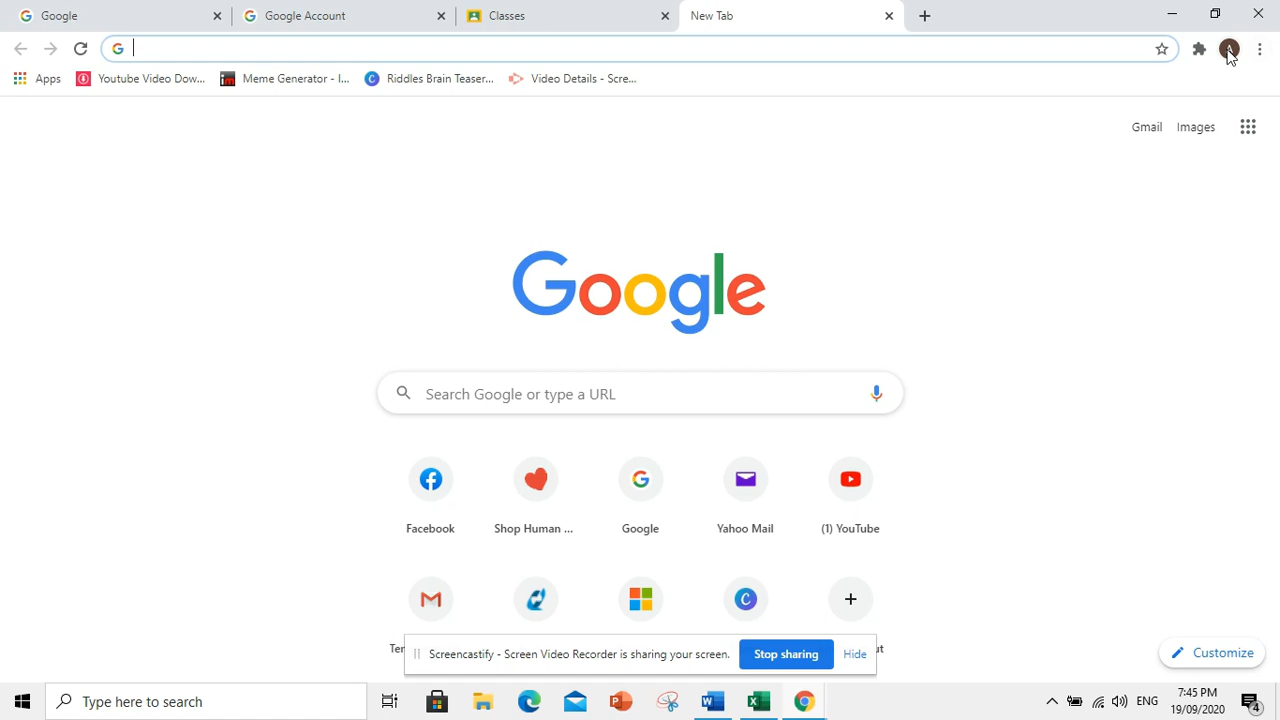 Google
Google Account
Classes
New Tab
Apps
Youtube Video Dow...
Meme Generator - I...
Riddles Brain Teaser...
Video Details - Scre...
Gmail
Images
Google
Search Google or type a URL
Facebook
Shop Human ...
Google
Yahoo Mail
(1) YouTube
Screencastify - Screen Video Recorder is sharing your screen.
Stop sharing
Hide
Customize
Type here to search
ENG
7:45 PM
19/09/2020
4